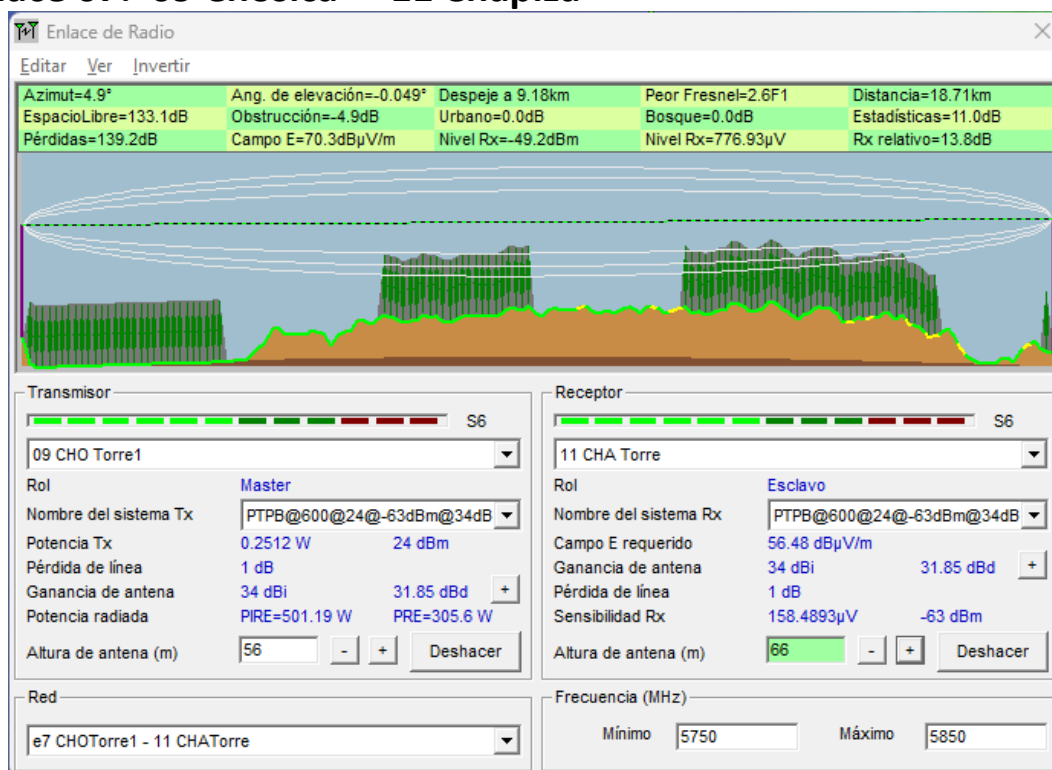 Enlace de Radio
Editar Ver Invertir
Azimut=4.9° Ang. de elevación=-0.049° Despeje a 9.18km Peor Fresnel=2.6F1 Distancia=18.71km
EspacioLibre=133.1dB Obstrucción=-4.9dB Urbano=0.0dB Bosque=0.0dB Estadísticas=11.0dB
Pérdidas=139.2dB Campo E=70.3dBμV/m Nivel Rx=-49.2dBm Nivel Rx=776.93μV Rx relativo=13.8dB
Transmisor
S6
09 CHO Torre1
Rol Master
Nombre del sistema Tx PTPB@600@24@-63dBm@34dB
Potencia Tx 0.2512 W 24 dBm
Pérdida de línea 1 dB
Ganancia de antena 34 dBi 31.85 dBd +
Potencia radiada PIRE=501.19 W PRE=305.6 W
Altura de antena (m) 56 - + Deshacer
Red
e7 CHOTorre1 - 11 CHATorre
Receptor
S6
11 CHA Torre
Rol Esclavo
Nombre del sistema Rx PTPB@600@24@-63dBm@34dB
Campo E requerido 56.48 dBμV/m
Ganancia de antena 34 dBi 31.85 dBd +
Pérdida de línea 1 dB
Sensibilidad Rx 158.4893μV -63 dBm
Altura de antena (m) 66 - + Deshacer
Frecuencia (MHz)
Mínimo 5750 Máximo 5850